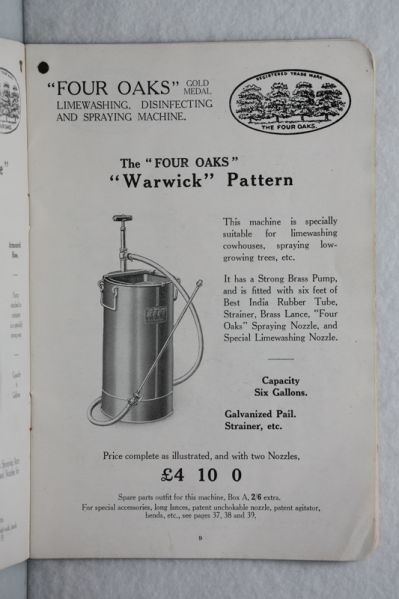 "FOUR OAKS" GOLD MEDAL
LIMEWASHING, DISINFECTING
AND SPRAYING MACHINE.
REGISTERED TRADE MARK
THE FOUR OAKS.
The "FOUR OAKS"
"Warwick" Pattern
This machine is specially
suitable for limewashing
cowhouses, spraying low-
growing trees, etc.
It has a Strong Brass Pump,
and is fitted with six feet of
Best India Rubber Tube,
Strainer, Brass Lance, "Four
Oaks" Spraying Nozzle, and
Special Limewashing Nozzle.
Capacity
Six Gallons.
Galvanized Pail.
Strainer, etc.
Price complete as illustrated, and with two Nozzles,
£4 10 0
Spare parts outfit for this machine, Box A, 2/6 extra.
For special accessories, long lances, patent unchokable nozzle, patent agitator,
bends, etc., see pages 37, 38 and 39.